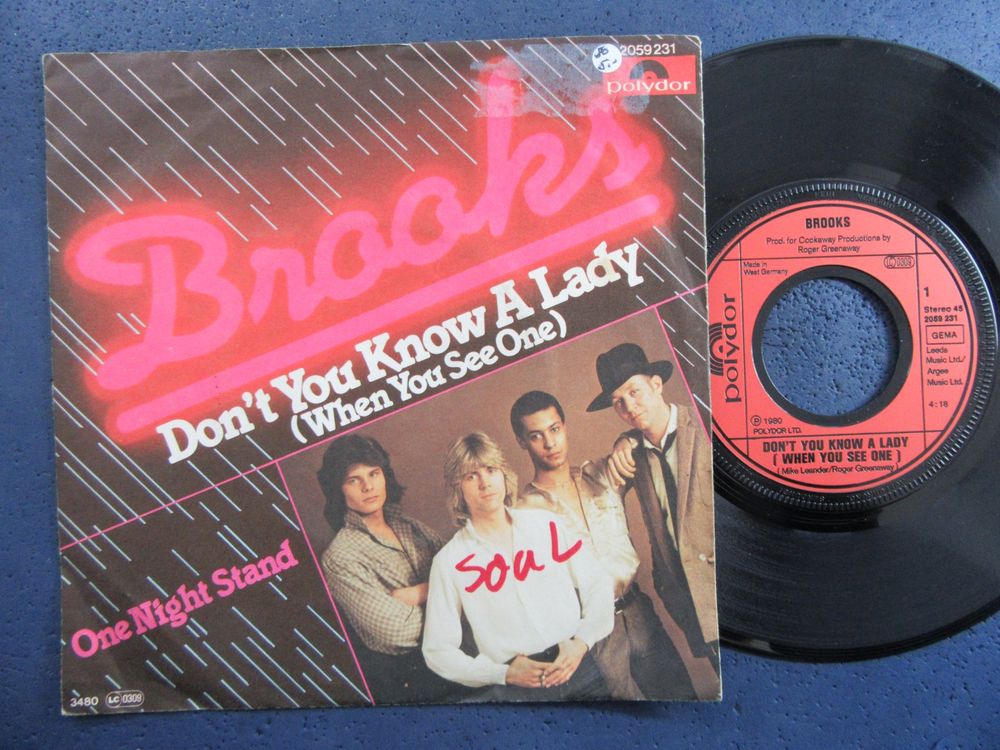 2059 231
polydor
Brooks
Don't You Know A Lady
(When You See One)
SOUL
One Night Stand
3480 LC 0309
BROOKS
Prod. for Cookaway Productions by
Roger Greenaway
Made in
West Germany
LC 0309
polydor
1
Stereo 45
2059 231
GEMA
Leeds
Music Ltd./
Argee
Music Ltd.
4:18
℗ 1980
POLYDOR LTD.
DON'T YOU KNOW A LADY
( WHEN YOU SEE ONE )
( Mike Leander/Roger Greenaway )